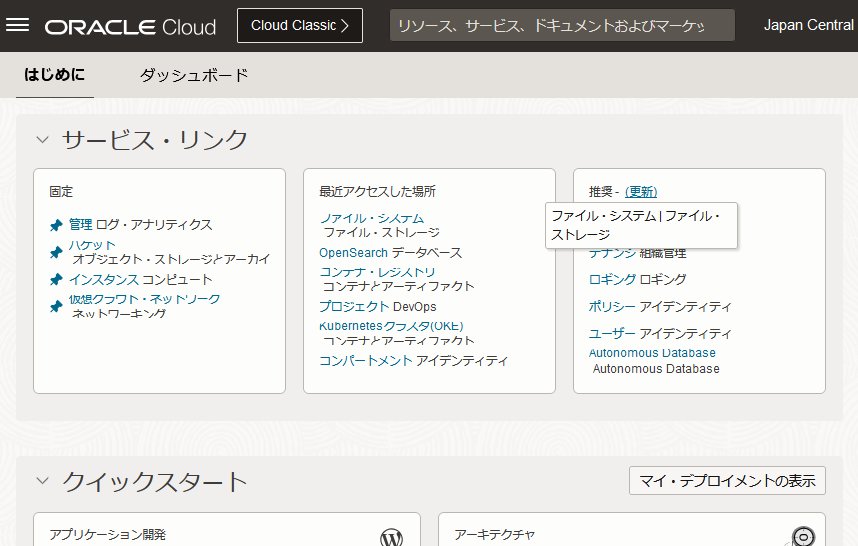 ORACLE Cloud
Cloud Classic
リソース、サービス、ドキュメントおよびマーケッ
Japan Central
はじめに
ダッシュボード
サービス・リンク
固定
管理 ログ・アナリティクス
バケット
オブジェクト・ストレージとアーカイ
インスタンス コンピュート
仮想クラウド・ネットワーク
ネットワーキング
最近アクセスした場所
ファイル・システム
ファイル・ストレージ
OpenSearch データベース
コンテナ・レジストリ
コンテナとアーティファクト
プロジェクト DevOps
Kubernetesクラスタ(OKE)
コンテナとアーティファクト
コンパートメント アイデンティティ
推奨 - (更新)
ファイル・システム | ファイル・
ストレージ
テナンシ 組織管理
ロギング ロギング
ポリシー アイデンティティ
ユーザー アイデンティティ
Autonomous Database
Autonomous Database
クイックスタート
マイ・デプロイメントの表示
アプリケーション開発
アーキテクチャ